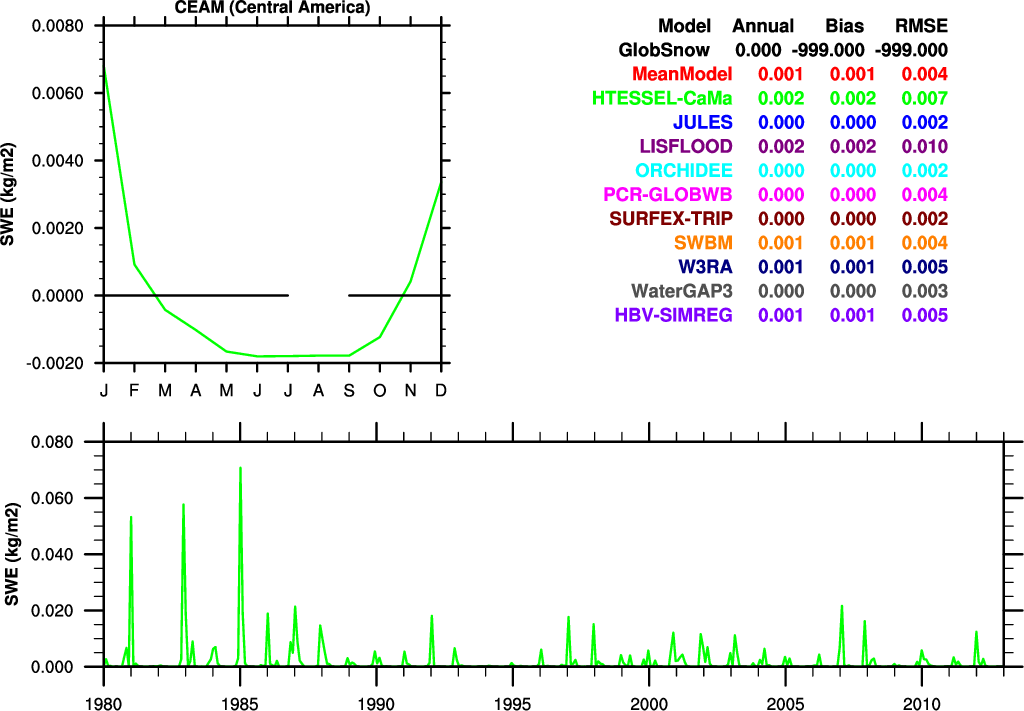 CEAM (Central America)
0.0080
0.0060
0.0040
0.0020
0.0000
-0.0020
SWE (kg/m2)
J F M A M J J A S O N D
Model Annual Bias RMSE
GlobSnow 0.000 -999.000 -999.000
MeanModel 0.001 0.001 0.004
HTESSEL-CaMa 0.002 0.002 0.007
JULES 0.000 0.000 0.002
LISFLOOD 0.002 0.002 0.010
ORCHIDEE 0.000 0.000 0.002
PCR-GLOBWB 0.000 0.000 0.004
SURFEX-TRIP 0.000 0.000 0.002
SWBM 0.001 0.001 0.004
W3RA 0.001 0.001 0.005
WaterGAP3 0.000 0.000 0.003
HBV-SIMREG 0.001 0.001 0.005
0.080
0.060
0.040
0.020
0.000
SWE (kg/m2)
1980 1985 1990 1995 2000 2005 2010